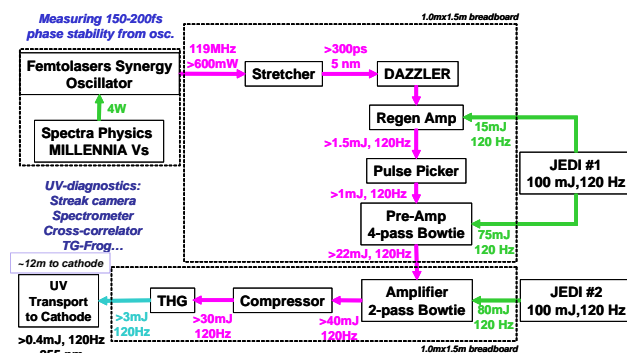 Measuring 150-200fs
phase stability from osc.
1.0mx1.5m breadboard
Femtolasers Synergy
Oscillator
119MHz
>600mW
Stretcher
>300ps
5 nm
DAZZLER
4W
Spectra Physics
MILLENNIA Vs
Regen Amp
15mJ
120 Hz
>1.5mJ, 120Hz
JEDI #1
100 mJ,120 Hz
Pulse Picker
>1mJ, 120Hz
UV-diagnostics:
Streak camera
Spectrometer
Cross-correlator
TG-Frog…
Pre-Amp
4-pass Bowtie
75mJ
120 Hz
>22mJ, 120Hz
~12m to cathode
UV
Transport
to Cathode
THG
Compressor
Amplifier
2-pass Bowtie
JEDI #2
100 mJ,120 Hz
>3mJ
120Hz
>30mJ
120Hz
>40mJ
120Hz
80mJ
120 Hz
>0.4mJ, 120Hz
1.0mx1.5m breadboard